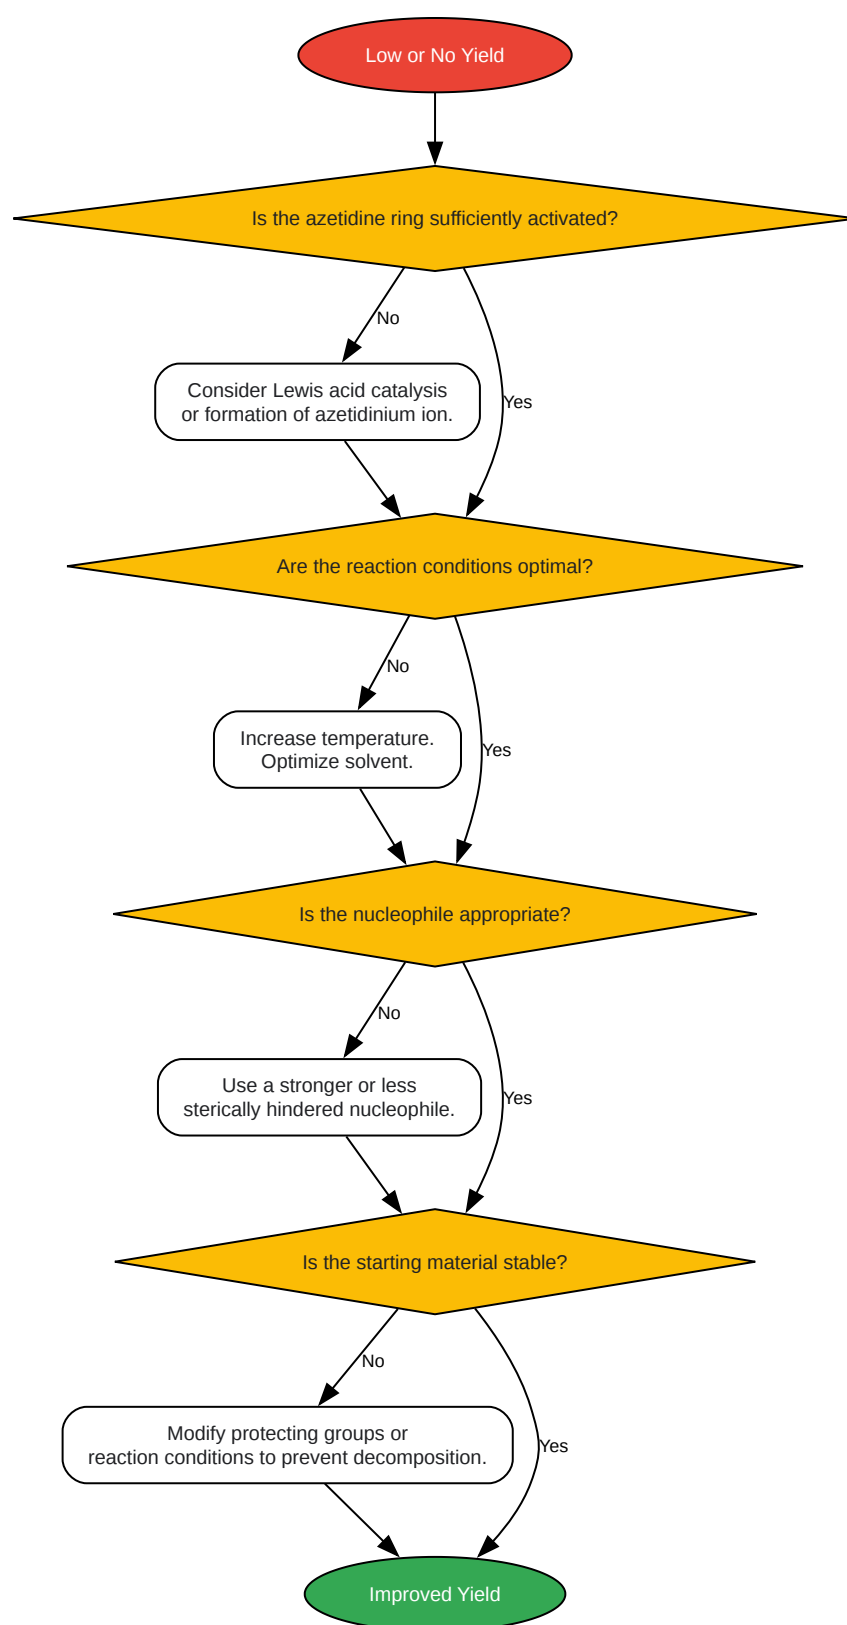 Low or No Yield
Is the azetidine ring sufficiently activated?
No
Consider Lewis acid catalysis
or formation of azetidinium ion.
Yes
Are the reaction conditions optimal?
No
Increase temperature.
Optimize solvent.
Yes
Is the nucleophile appropriate?
No
Use a stronger or less
sterically hindered nucleophile.
Yes
Is the starting material stable?
No
Modify protecting groups or
reaction conditions to prevent decomposition.
Yes
Improved Yield